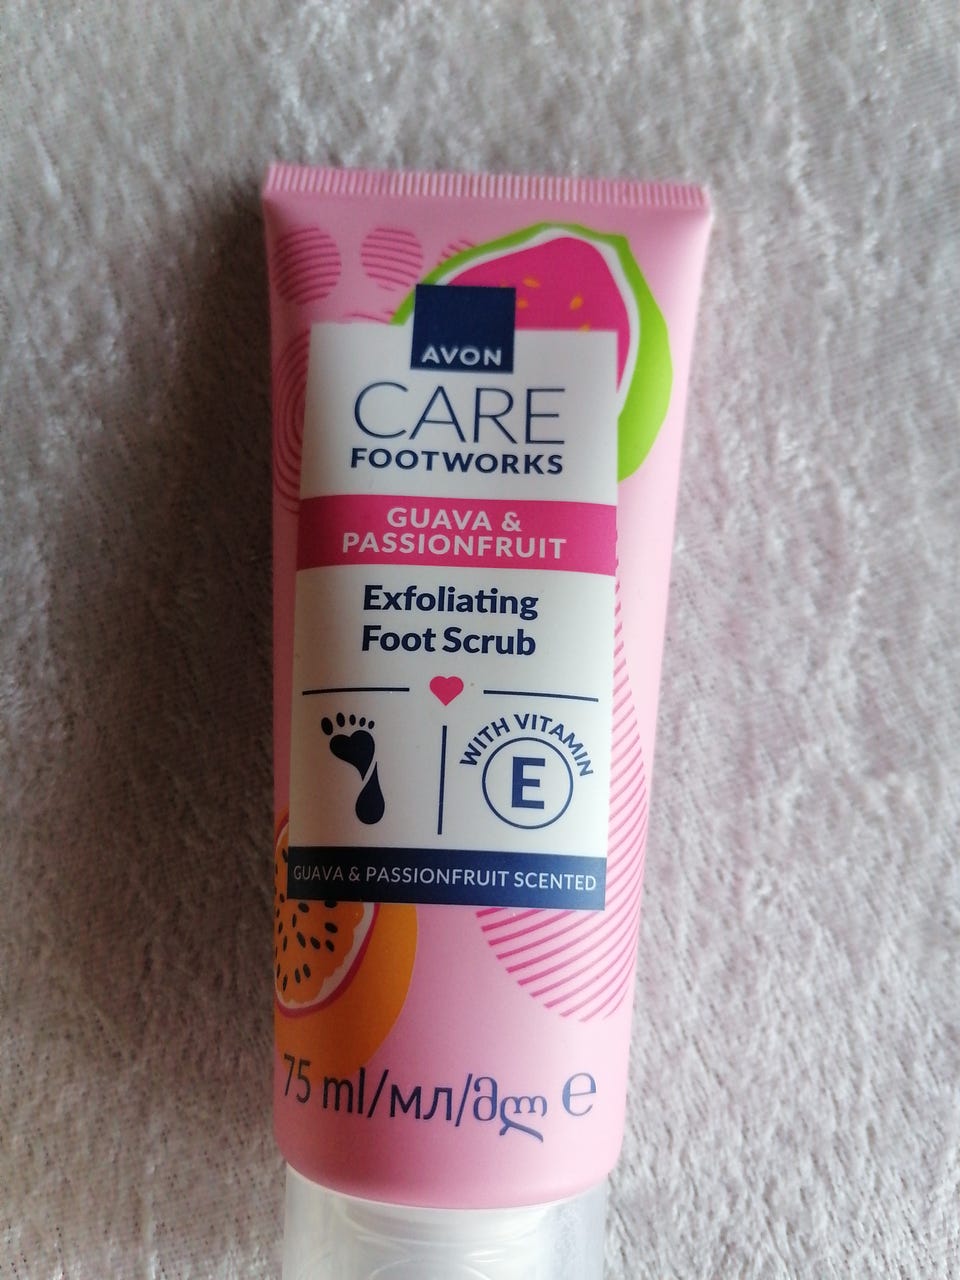 AVON
CARE
FOOTWORKS
GUAVA &
PASSIONFRUIT
Exfoliating
Foot Scrub
WITH VITAMIN
E
GUAVA & PASSIONFRUIT SCENTED
75 ml/мл/მლ ℮